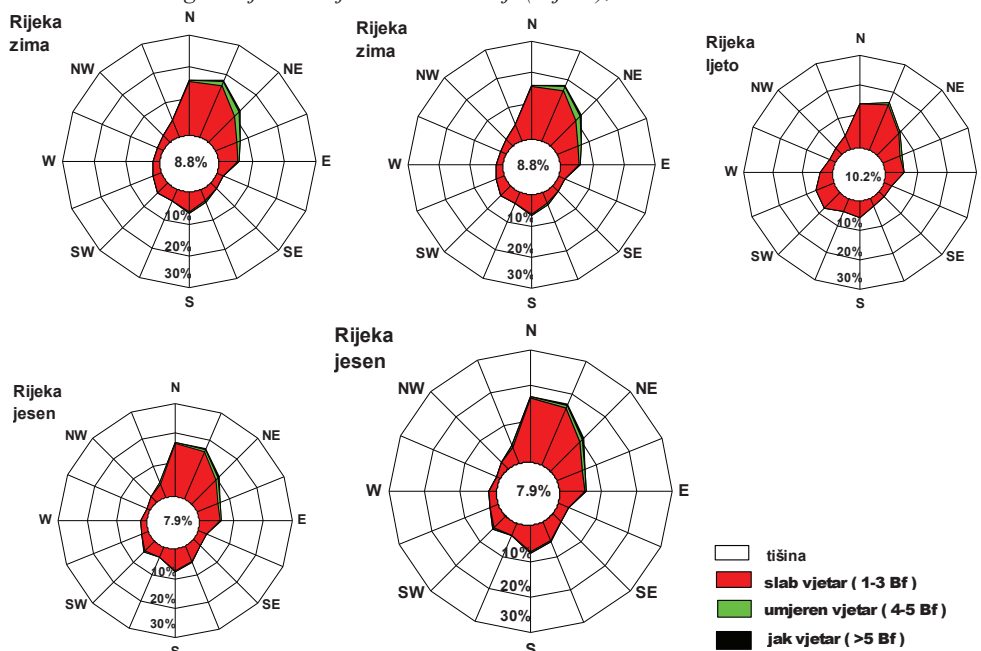 Rijeka
zima
N
NW
NE
W
8.8%
E
10%
SW
20%
SE
30%
S
Rijeka
zima
N
NW
NE
W
8.8%
E
10%
SW
20%
SE
30%
S
Rijeka
ljeto
N
NW
NE
W
10.2%
E
10%
SW
20%
SE
30%
S
Rijeka
jesen
N
NW
NE
W
7.9%
E
10%
SW
20%
SE
30%
S
Rijeka
jesen
N
NW
NE
W
7.9%
E
10%
SW
20%
SE
30%
S
tišina
slab vjetar ( 1-3 Bf )
umjeren vjetar ( 4-5 Bf )
jak vjetar ( >5 Bf )